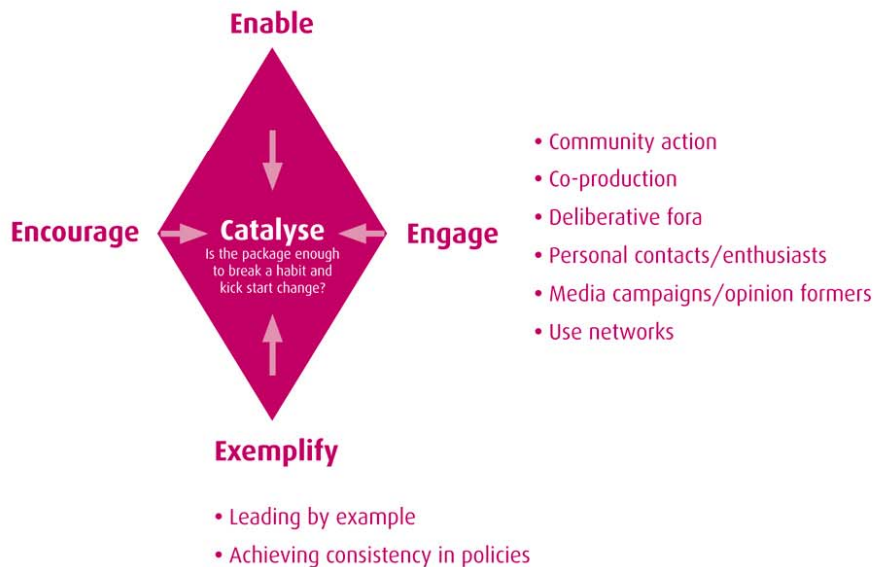 Enable
Encourage
Catalyse
Is the package enough
to break a habit and
kick start change?
Engage
• Community action
• Co-production
• Deliberative fora
• Personal contacts/enthusiasts
• Media campaigns/opinion formers
• Use networks
Exemplify
• Leading by example
• Achieving consistency in policies